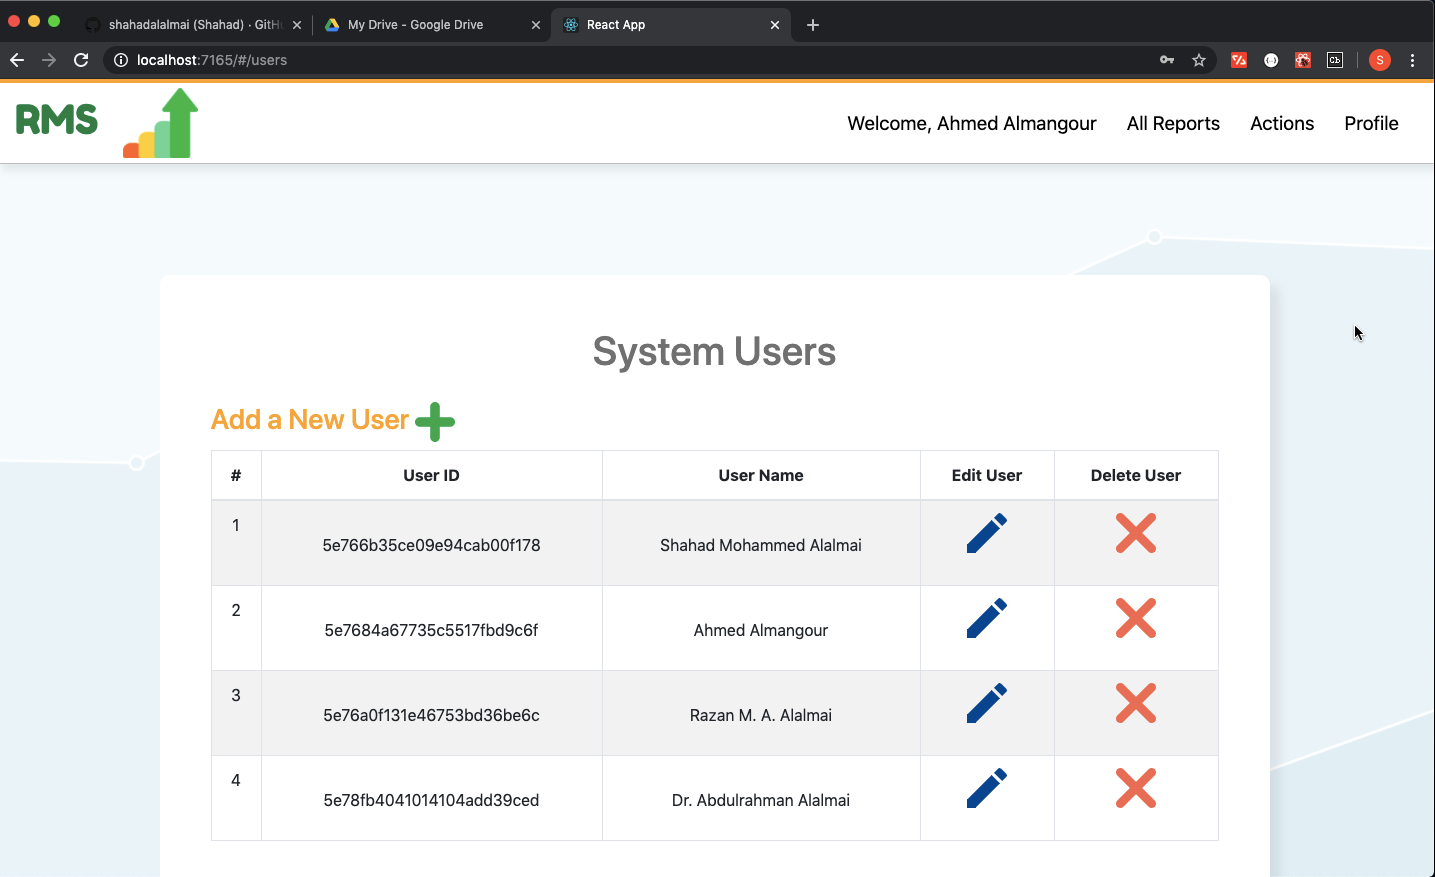 shahadalalmai (Shahad) · GitH
My Drive - Google Drive
React App
localhost:7165/#/users
S
RMS
Welcome, Ahmed Almangour
All Reports
Actions
Profile
System Users
Add a New User
# User ID User Name Edit User Delete User
1 5e766b35ce09e94cab00f178 Shahad Mohammed Alalmai
2 5e7684a67735c5517fbd9c6f Ahmed Almangour
3 5e76a0f131e46753bd36be6c Razan M. A. Alalmai
4 5e78fb4041014104add39ced Dr. Abdulrahman Alalmai